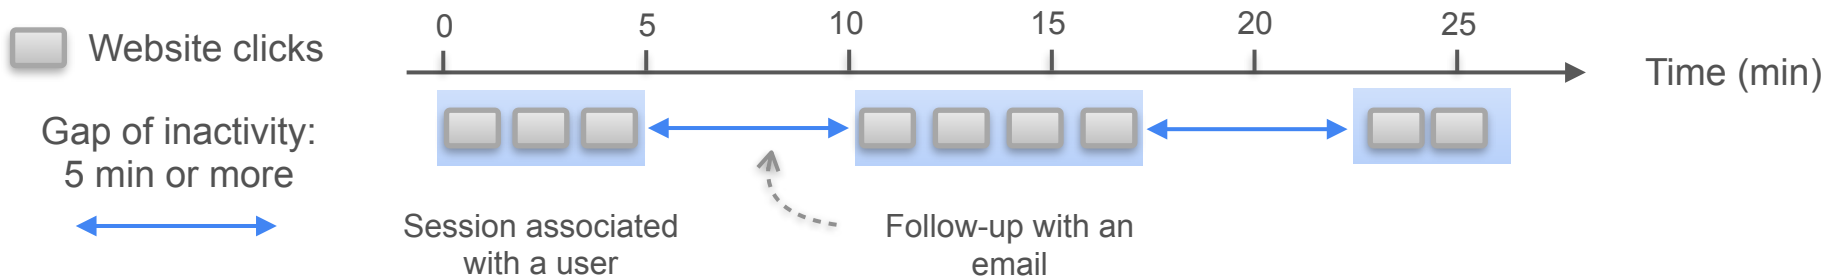 0 5 10 15 20 25
Website clicks
Time (min)
Gap of inactivity:
5 min or more
Session associated
with a user
Follow-up with an
email